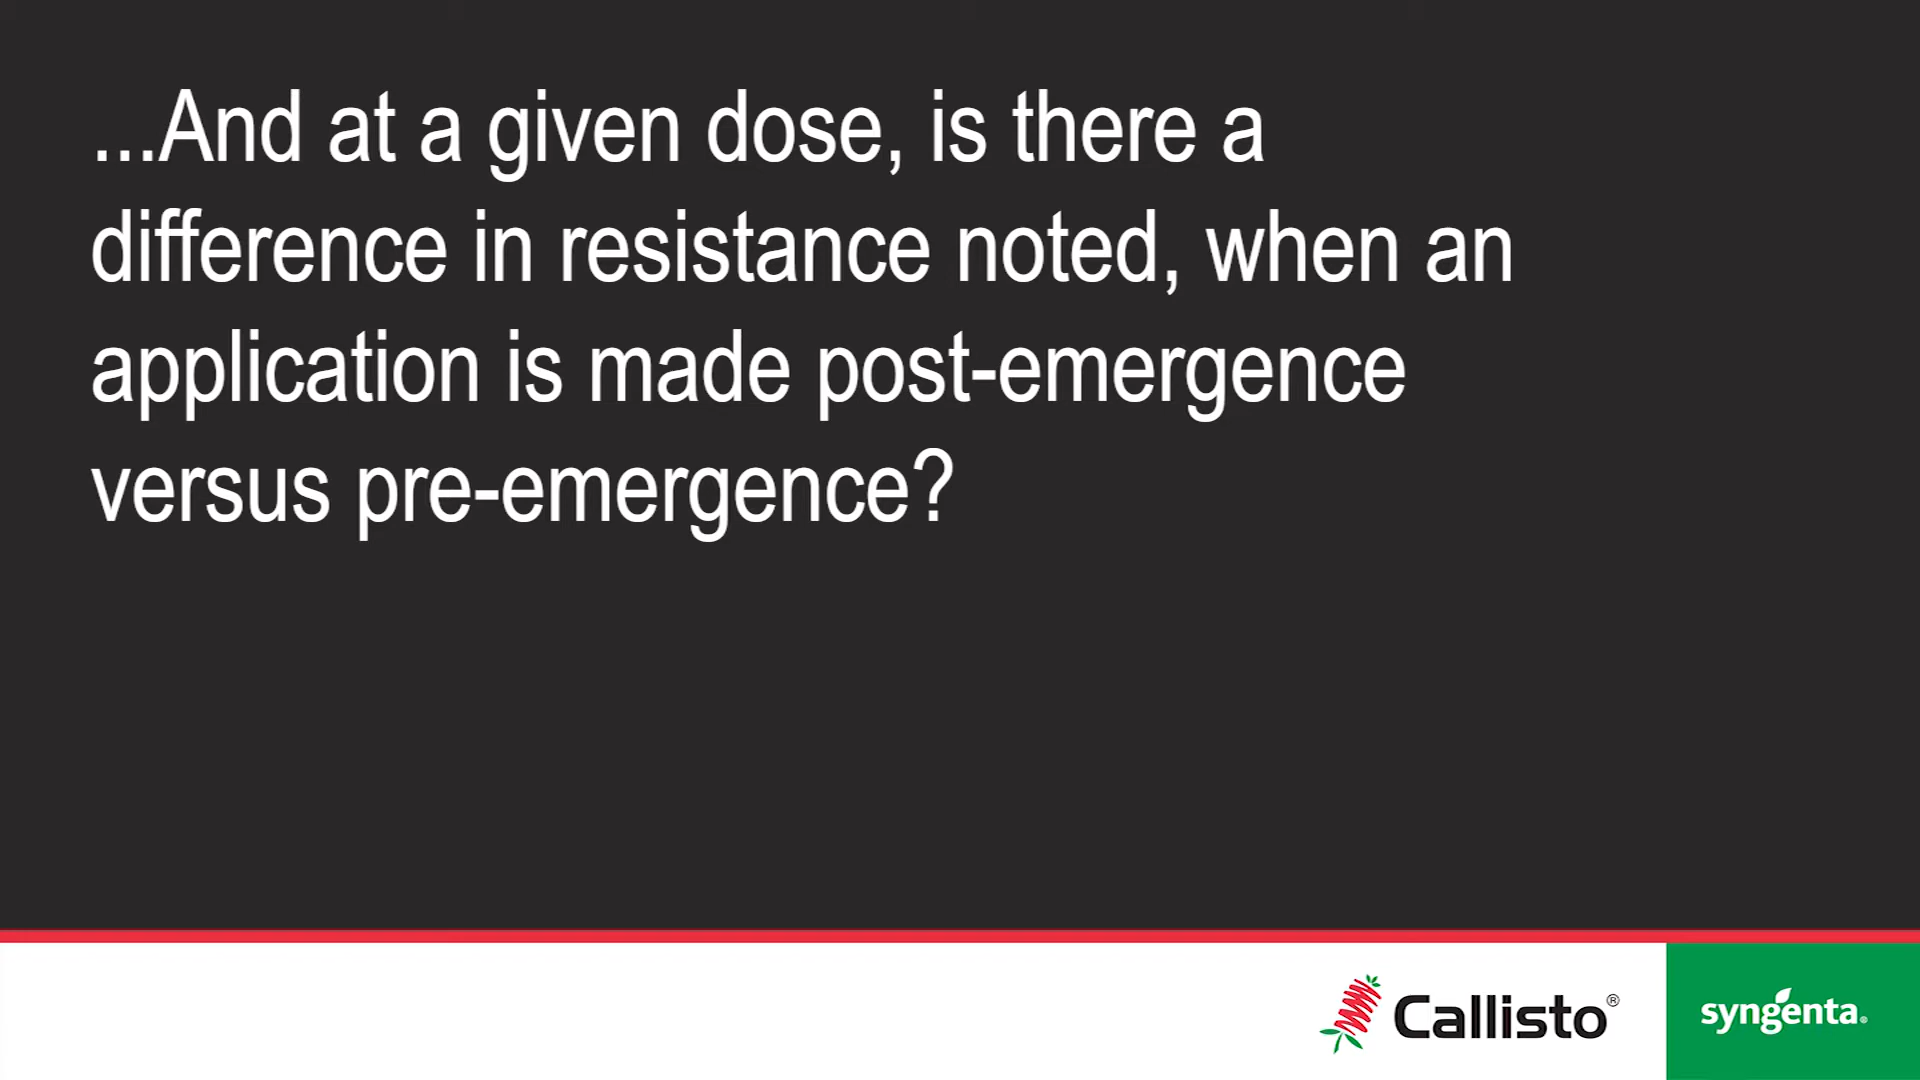 ...And at a given dose, is there a
difference in resistance noted, when an
application is made post-emergence
versus pre-emergence?
Callisto®
syngenta®